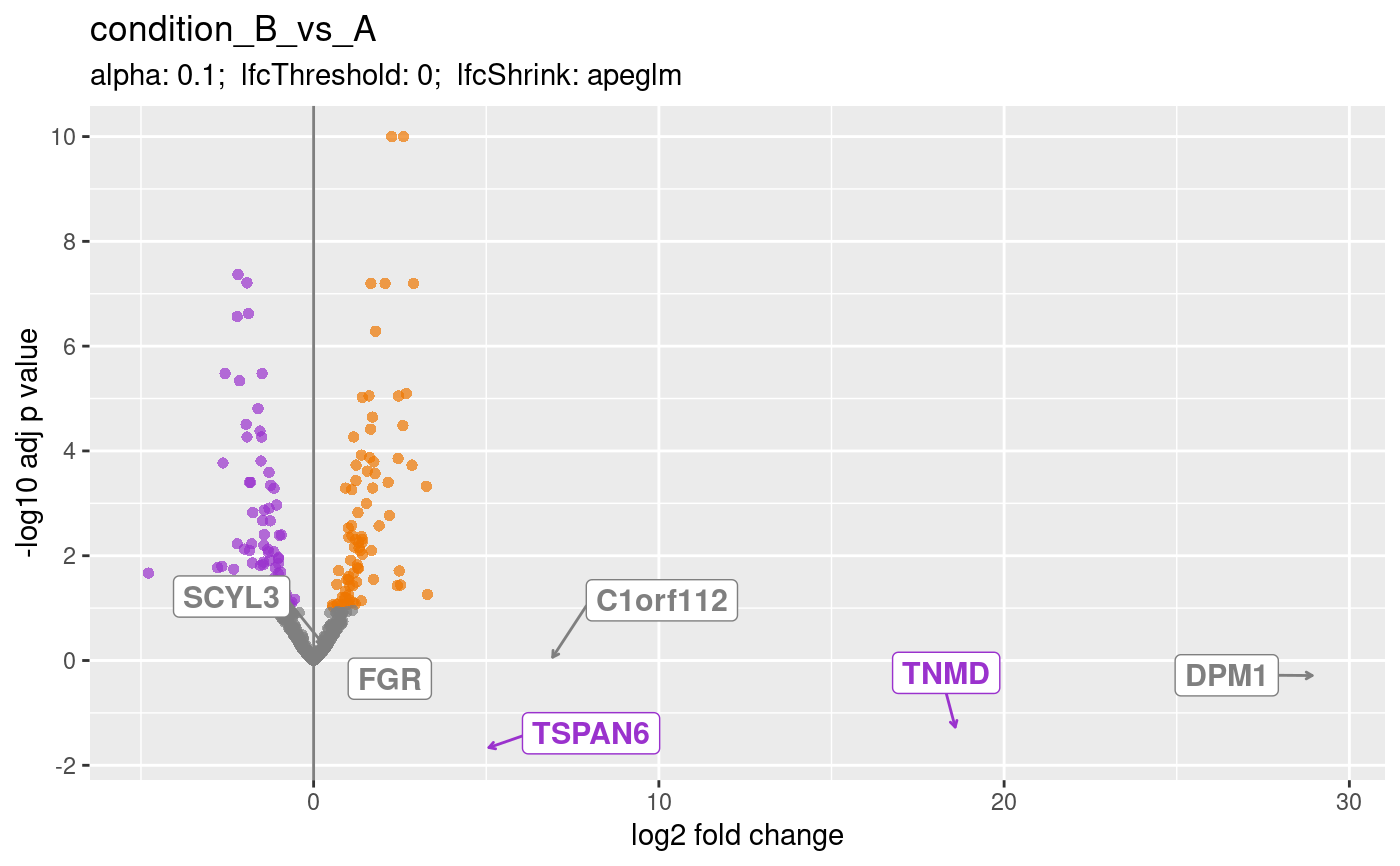 condition_B_vs_A
alpha: 0.1;  lfcThreshold: 0;  lfcShrink: apeglm
-log10 adj p value
10
8
6
4
2
0
-2
SCYL3
C1orf112
FGR
TNMD
DPM1
TSPAN6
0
10
20
30
log2 fold change